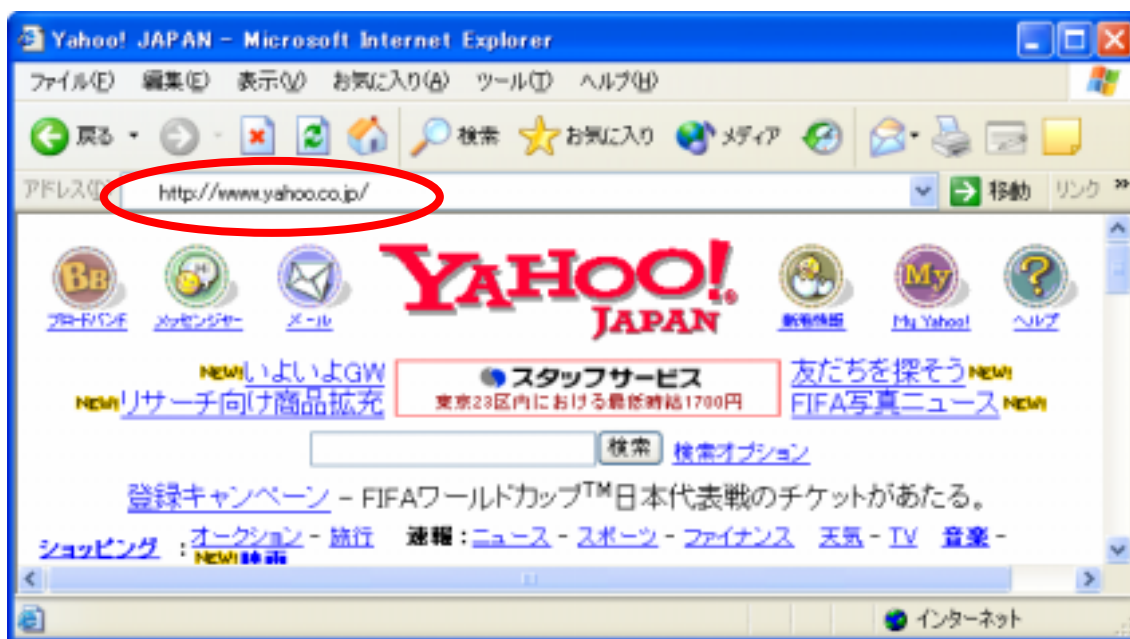 Yahoo! JAPAN - Microsoft Internet Explorer
ファイル(F) 編集(E) 表示(V) お気に入り(A) ツール(T) ヘルプ(H)
戻る 検索 お気に入り メディア
アドレス(D) http://www.yahoo.co.jp/ 移動 リンク »
BB My ?
YAHOO! JAPAN
ブロードバンド メッセンジャー メール 新着情報 My Yahoo! ヘルプ
NEW! いよいよGW スタッフサービス 友だちを探そう NEW!
NEW! リサーチ向け商品拡充 東京23区内における最低時給1700円 FIFA写真ニュース NEW!
検索 検索オプション
登録キャンペーン - FIFAワールドカップ™日本代表戦のチケットがあたる。
ショッピング : オークション - 旅行 速報 : ニュース - スポーツ - ファイナンス 天気 - TV 音楽 -
NEW! 映画
インターネット